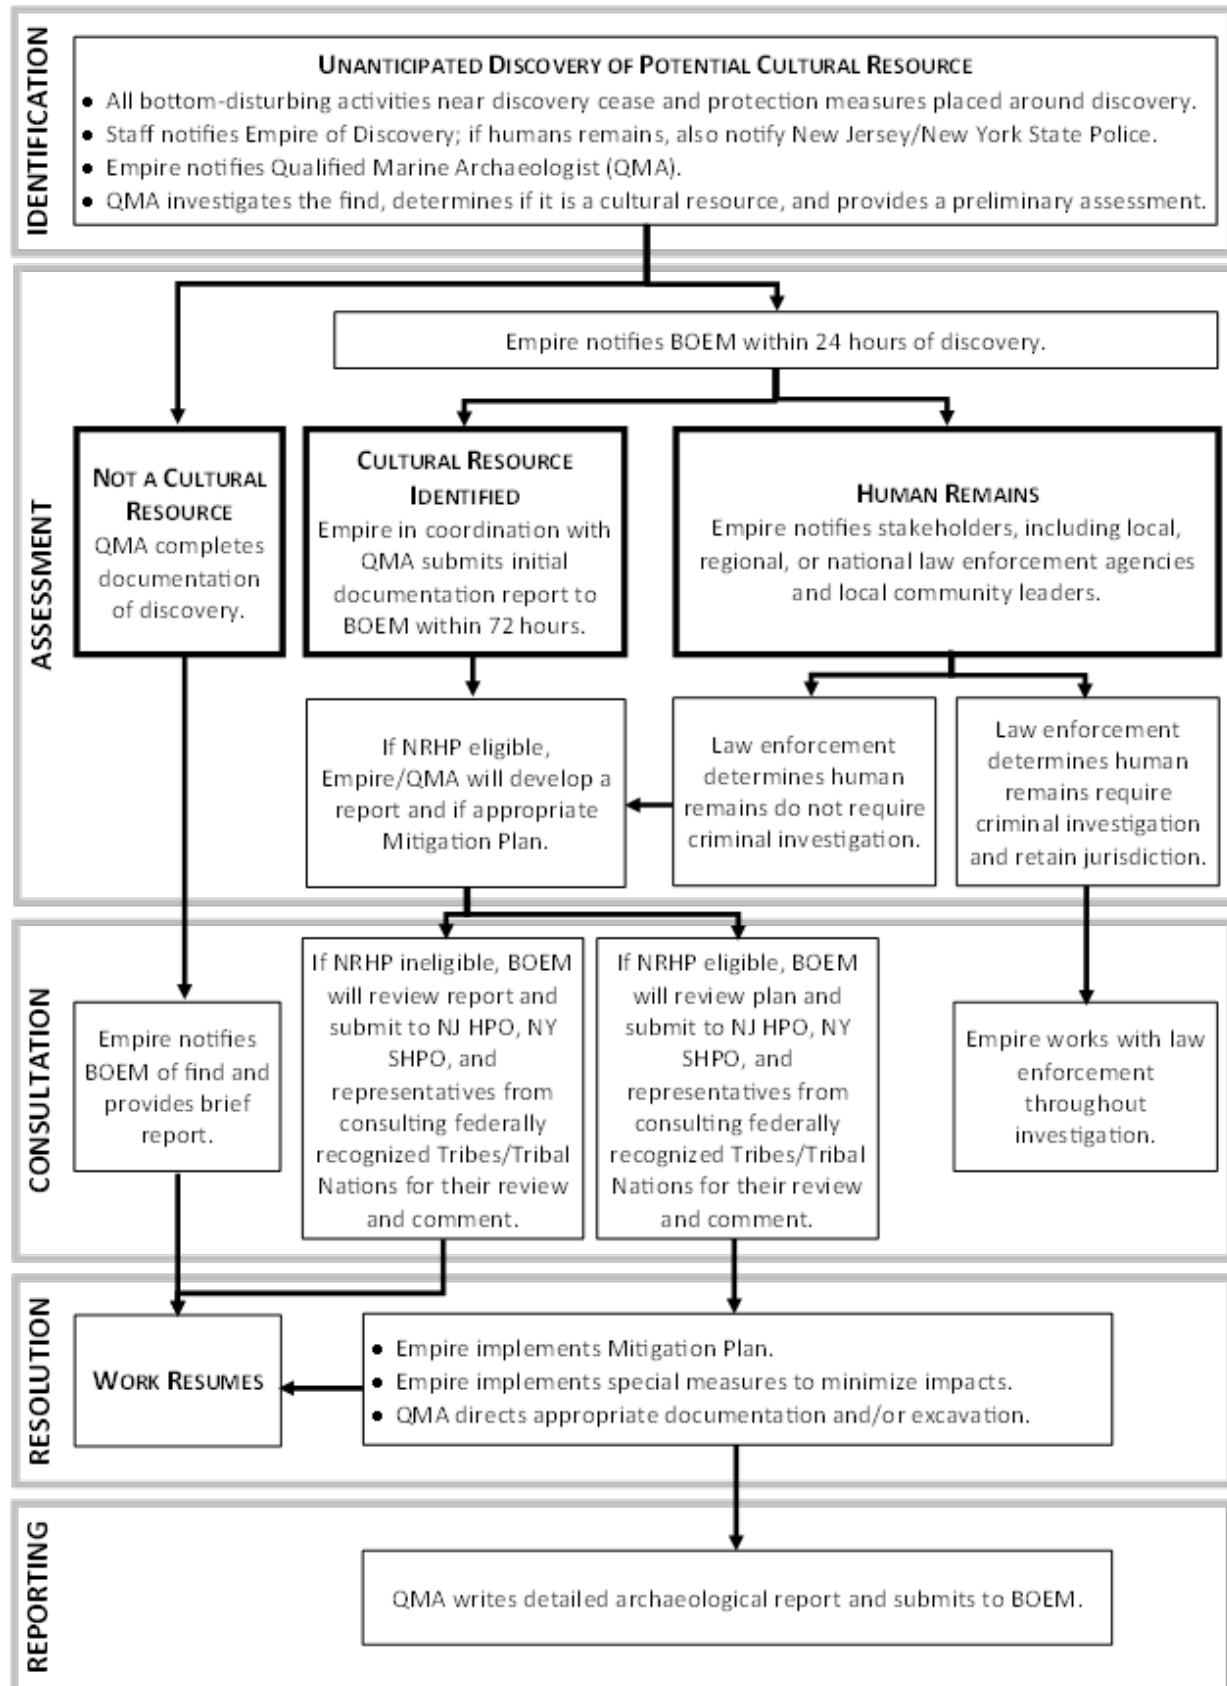 IDENTIFICATION
UNANTICIPATED DISCOVERY OF POTENTIAL CULTURAL RESOURCE
• All bottom-disturbing activities near discovery cease and protection measures placed around discovery.
• Staff notifies Empire of Discovery; if humans remains, also notify New Jersey/New York State Police.
• Empire notifies Qualified Marine Archaeologist (QMA).
• QMA investigates the find, determines if it is a cultural resource, and provides a preliminary assessment.
ASSESSMENT
Empire notifies BOEM within 24 hours of discovery.
NOT A CULTURAL
RESOURCE
QMA completes
documentation
of discovery.
CULTURAL RESOURCE
IDENTIFIED
Empire in coordination with
QMA submits initial
documentation report to
BOEM within 72 hours.
HUMAN REMAINS
Empire notifies stakeholders, including local,
regional, or national law enforcement agencies
and local community leaders.
If NRHP eligible,
Empire/QMA will develop a
report and if appropriate
Mitigation Plan.
Law enforcement
determines human
remains do not require
criminal investigation.
Law enforcement
determines human
remains require
criminal investigation
and retain jurisdiction.
CONSULTATION
Empire notifies
BOEM of find and
provides brief
report.
If NRHP ineligible, BOEM
will review report and
submit to NJ HPO, NY
SHPO, and
representatives from
consulting federally
recognized Tribes/Tribal
Nations for their review
and comment.
If NRHP eligible, BOEM
will review plan and
submit to NJ HPO, NY
SHPO, and
representatives from
consulting federally
recognized Tribes/Tribal
Nations for their review
and comment.
Empire works with law
enforcement
throughout
investigation.
RESOLUTION
WORK RESUMES
• Empire implements Mitigation Plan.
• Empire implements special measures to minimize impacts.
• QMA directs appropriate documentation and/or excavation.
REPORTING
QMA writes detailed archaeological report and submits to BOEM.